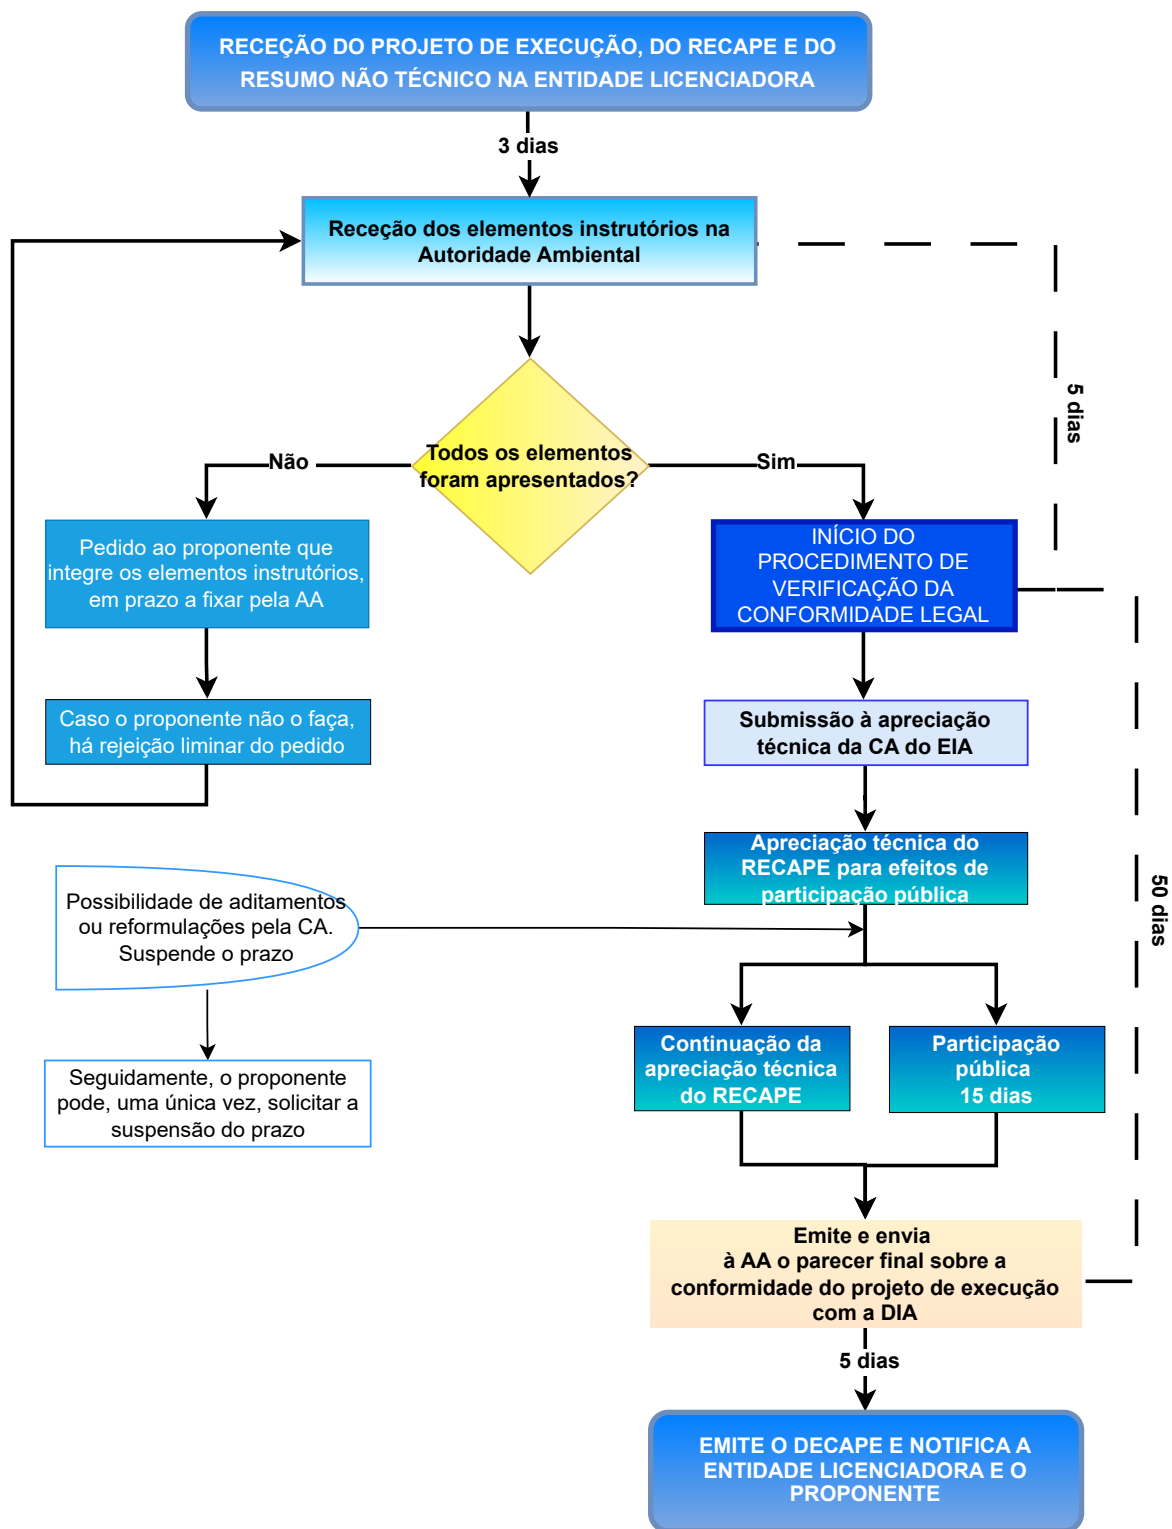 RECEÇÃO DO PROJETO DE EXECUÇÃO, DO RECAPE E DO
RESUMO NÃO TÉCNICO NA ENTIDADE LICENCIADORA
3 dias
Receção dos elementos instrutórios na
Autoridade Ambiental
5 dias
Todos os elementos
foram apresentados?
Não
Sim
Pedido ao proponente que
integre os elementos instrutórios,
em prazo a fixar pela AA
INÍCIO DO
PROCEDIMENTO DE
VERIFICAÇÃO DA
CONFORMIDADE LEGAL
Caso o proponente não o faça,
há rejeição liminar do pedido
Submissão à apreciação
técnica da CA do EIA
Apreciação técnica do
RECAPE para efeitos de
participação pública
50 dias
Possibilidade de aditamentos
ou reformulações pela CA.
Suspende o prazo
Seguidamente, o proponente
pode, uma única vez, solicitar a
suspensão do prazo
Continuação da
apreciação técnica
do RECAPE
Participação
pública
15 dias
Emite e envia
à AA o parecer final sobre a
conformidade do projeto de execução
com a DIA
5 dias
EMITE O DECAPE E NOTIFICA A
ENTIDADE LICENCIADORA E O
PROPONENTE